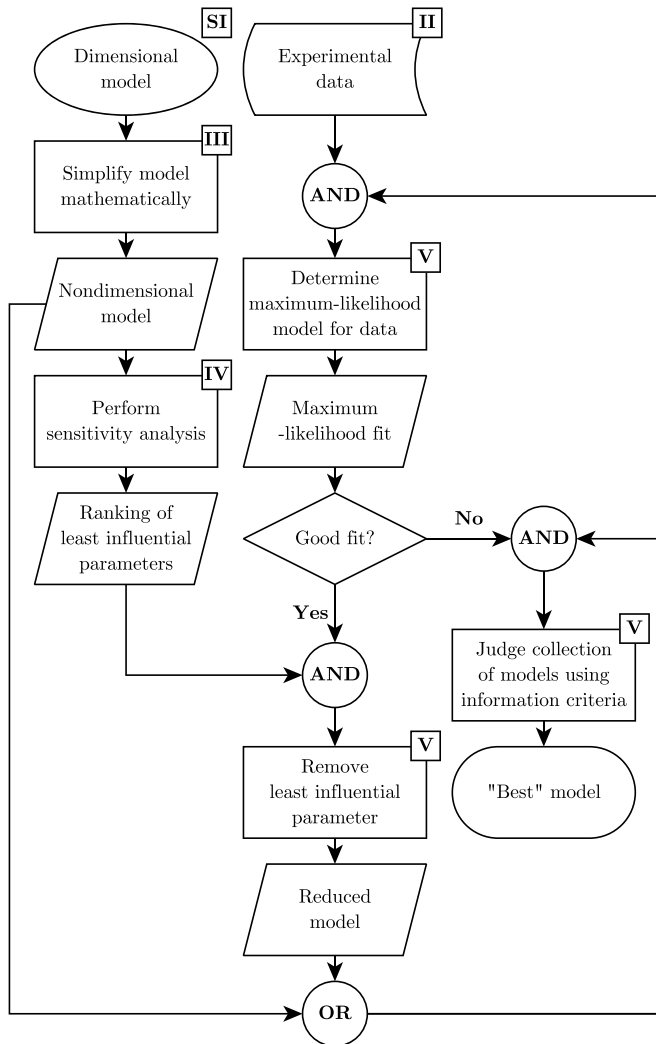 SI
Dimensional
model
III
Simplify model
mathematically
Nondimensional
model
IV
Perform
sensitivity analysis
Ranking of
least influential
parameters
II
Experimental
data
AND
V
Determine
maximum-likelihood
model for data
Maximum
-likelihood fit
Good fit?
No
Yes
AND
V
Remove
least influential
parameter
Reduced
model
OR
AND
V
Judge collection
of models using
information criteria
"Best" model